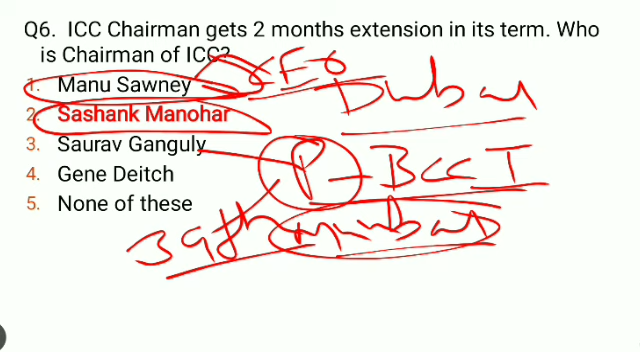 Q6. ICC Chairman gets 2 months extension in its term. Who
is Chairman of ICC?
1. Manu Sawney
CEO
Dubai
2. Sashank Manohar
3. Saurav Ganguly
P - BCCI
4. Gene Deitch
5. None of these
39th Mumbai